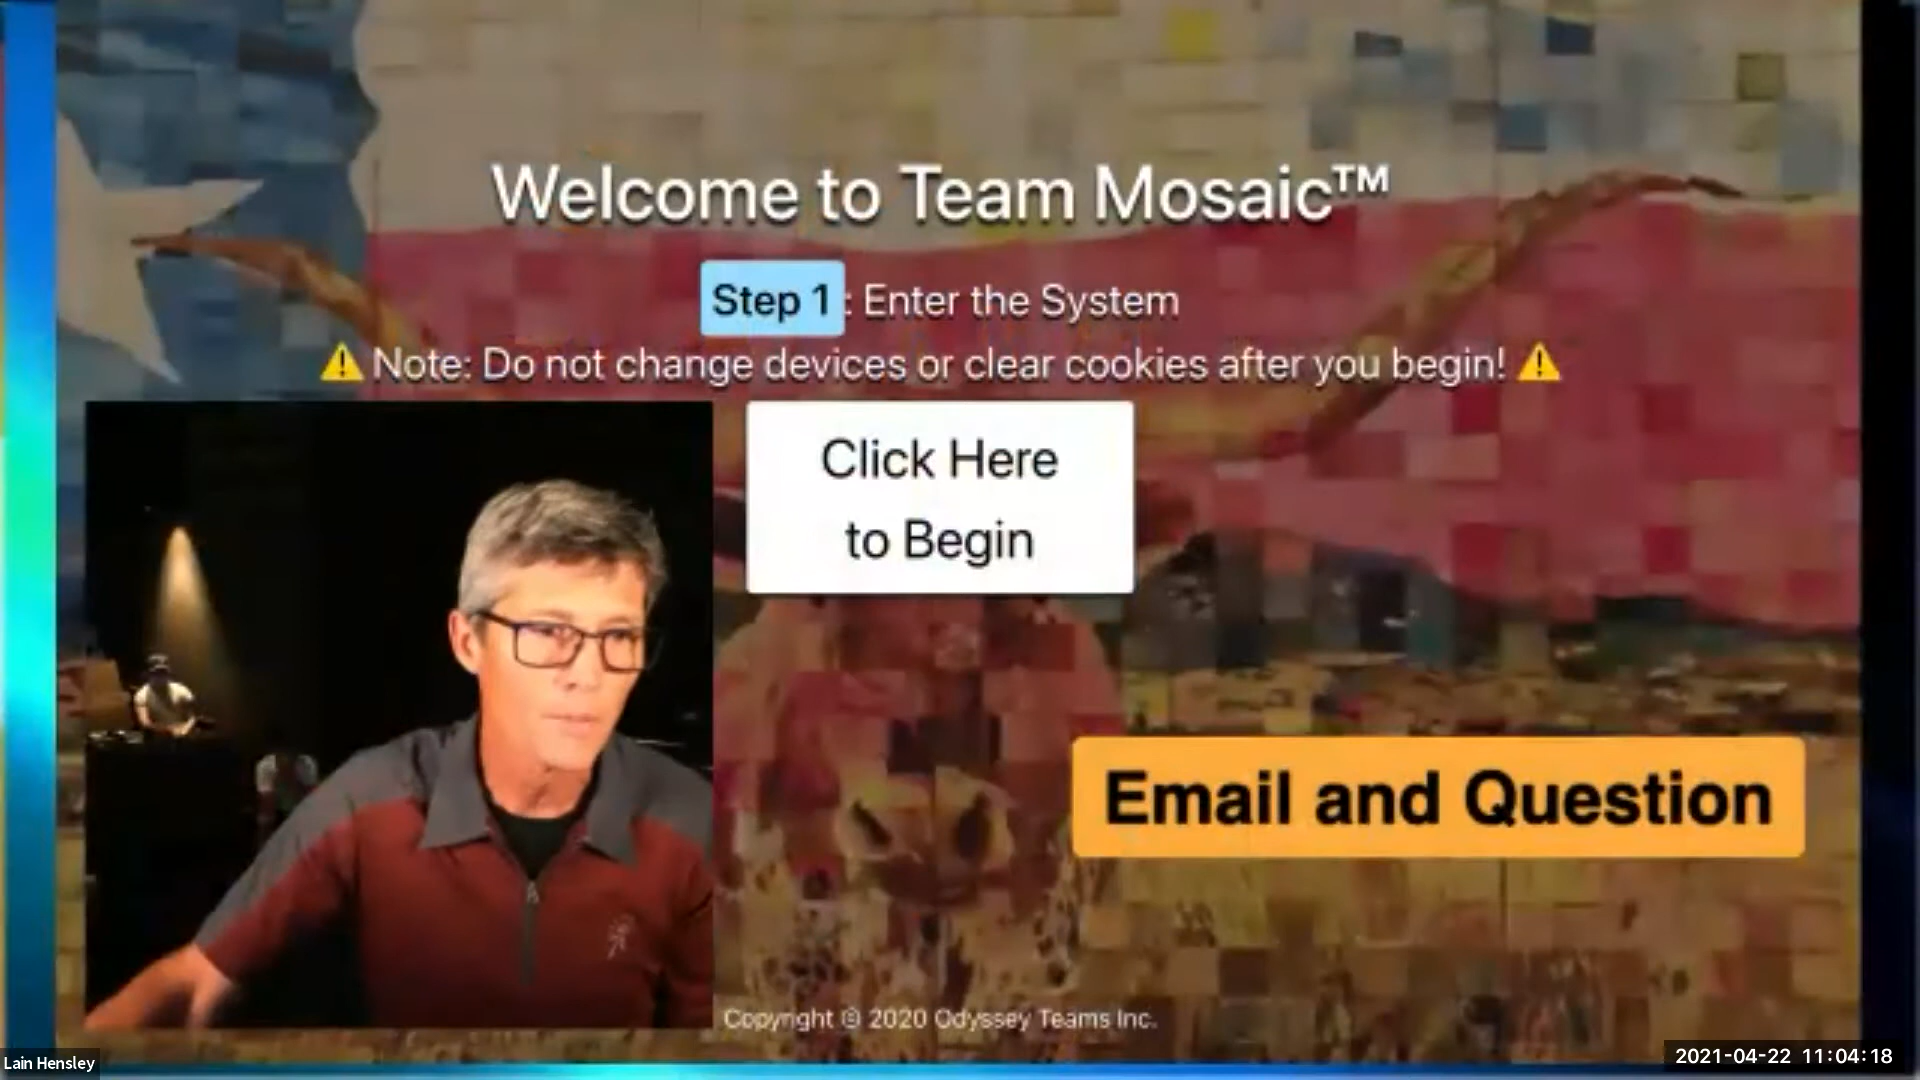 Welcome to Team Mosaic™
Step 1 : Enter the System
⚠ Note: Do not change devices or clear cookies after you begin! ⚠
Click Here
to Begin
Email and Question
Copyright © 2020 Odyssey Teams Inc.
Lain Hensley
2021-04-22 11:04:18